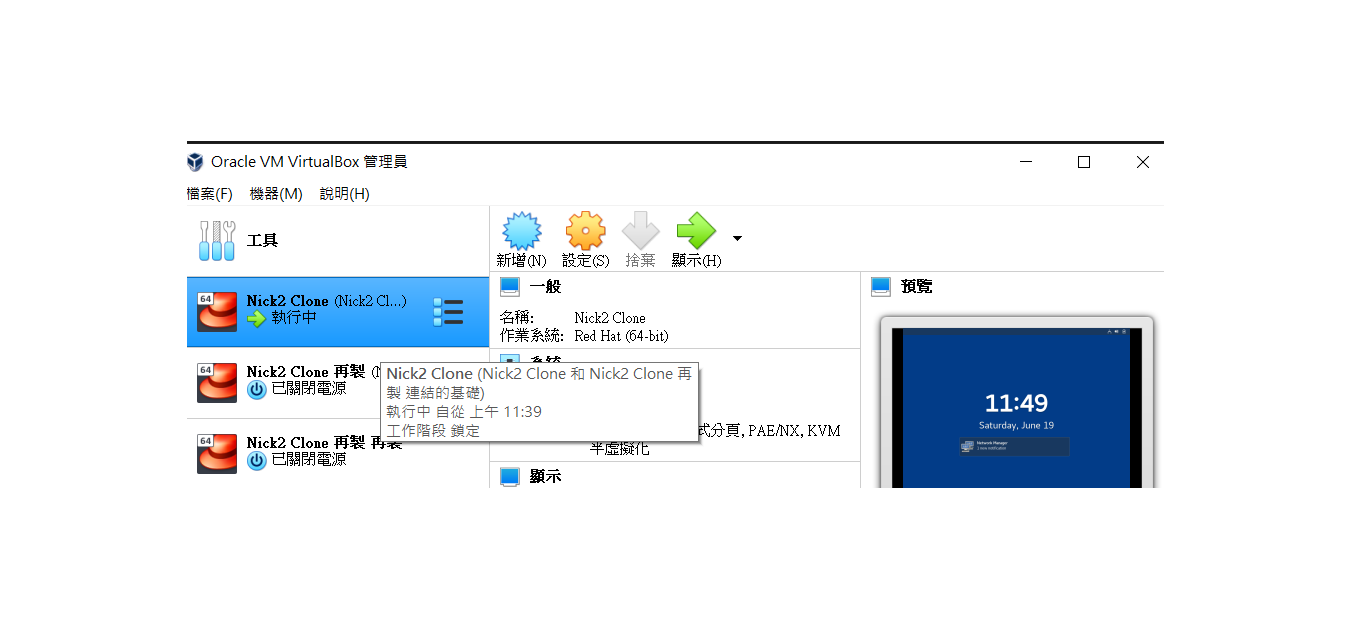 Oracle VM VirtualBox 管理員
檔案(F) 機器(M) 說明(H)
工具
新增(N) 設定(S) 捨棄 顯示(H)
64
Nick2 Clone (Nick2 Cl...)
執行中
64
Nick2 Clone 再製
已關閉電源
64
Nick2 Clone 再製 再製
已關閉電源
Nick2 Clone (Nick2 Clone 和 Nick2 Clone 再
製 連結的基礎)
執行中 自從 上午 11:39
工作階段 鎖定
一般
名稱: Nick2 Clone
作業系統: Red Hat (64-bit)
系統
式分頁, PAE/NX, KVM
半虛擬化
顯示
預覽
11:49
Saturday, June 19
Network Manager
1 new notification